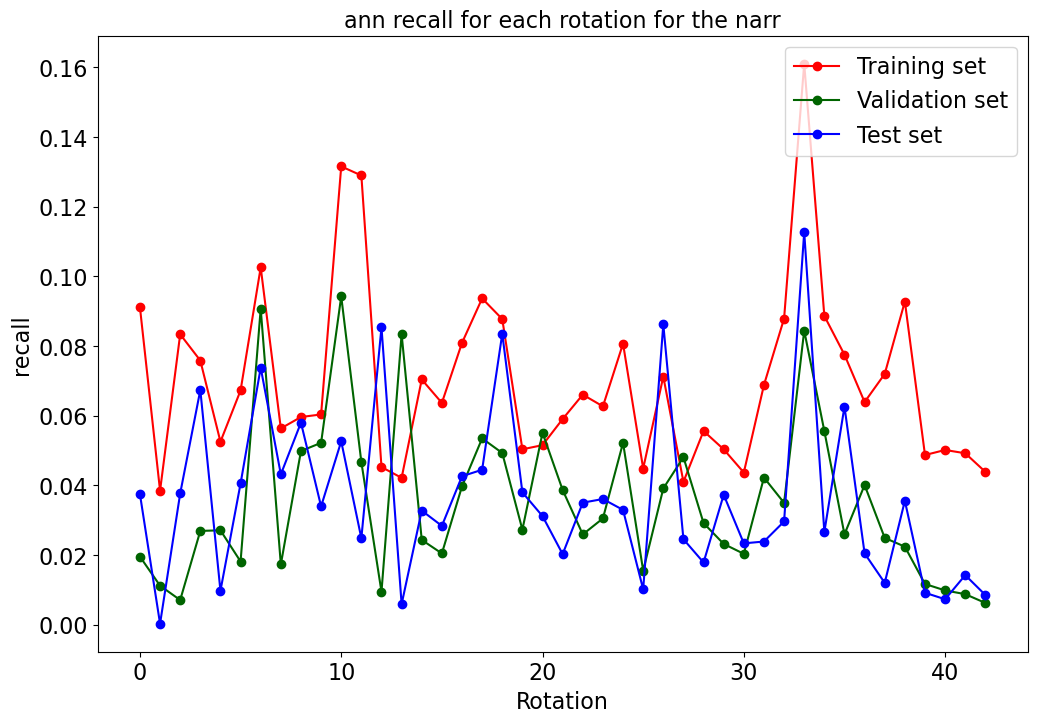 ann recall for each rotation for the narr
Training set
Validation set
Test set
0.16
0.14
0.12
0.10
0.08
0.06
0.04
0.02
0.00
recall
0 10 20 30 40
Rotation